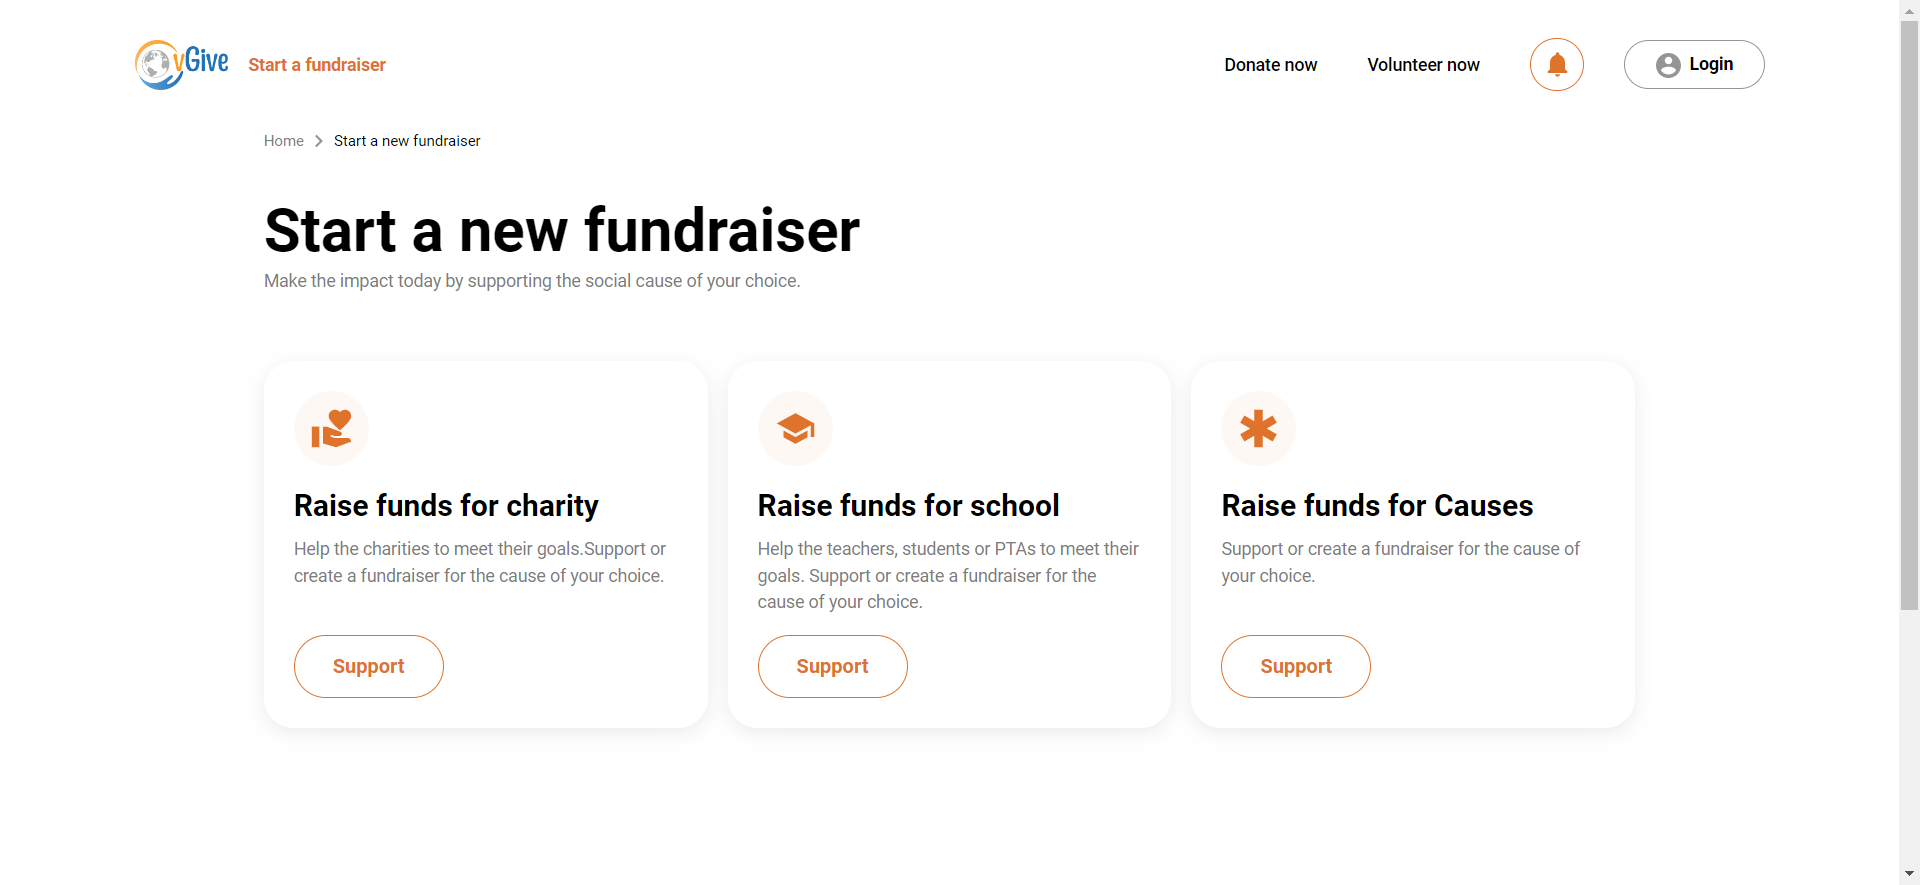 vGive Start a fundraiser Donate now Volunteer now Login
Home Start a new fundraiser
Start a new fundraiser
Make the impact today by supporting the social cause of your choice.
Raise funds for charity
Help the charities to meet their goals.Support or
create a fundraiser for the cause of your choice.
Support
Raise funds for school
Help the teachers, students or PTAs to meet their
goals. Support or create a fundraiser for the
cause of your choice.
Support
Raise funds for Causes
Support or create a fundraiser for the cause of
your choice.
Support